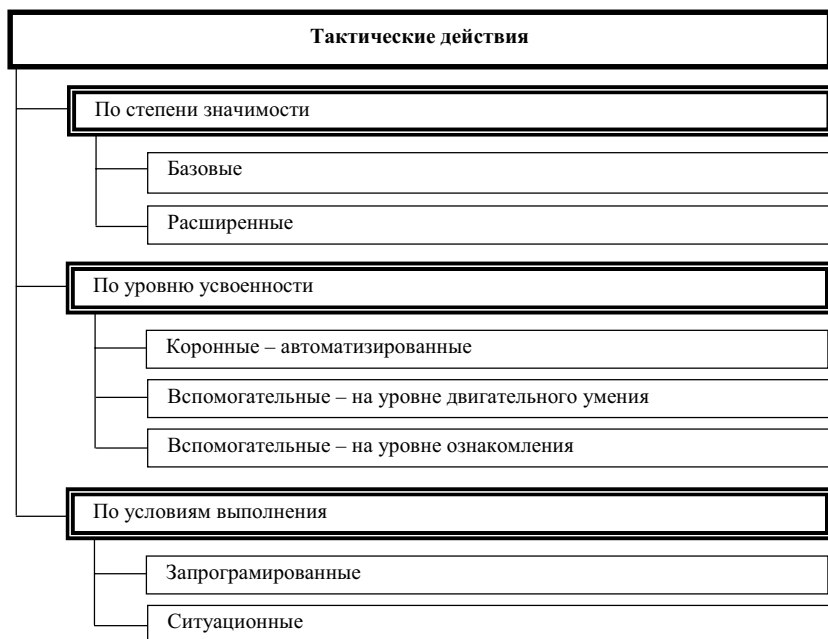 Тактические действия
По степени значимости
Базовые
Расширенные
По уровню усвоенности
Коронные – автоматизированные
Вспомогательные – на уровне двигательного умения
Вспомогательные – на уровне ознакомления
По условиям выполнения
Запрограмированные
Ситуационные